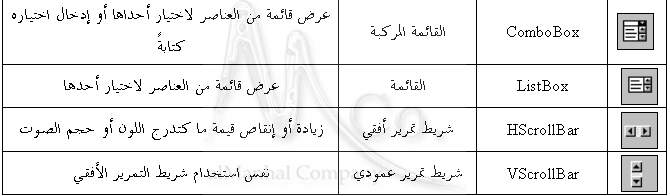 ComboBox
القائمة المركبة
عرض قائمة من العناصر لاختيار أحداها أو إدخال اختياره
كتابةً
ListBox
القائمة
عرض قائمة من العناصر لاختيار أحدها
HScrollBar
شريط تمرير أفقي
زيادة أو إنقاص قيمة ما كتدرج اللون أو حجم الصوت
VScrollBar
شريط تمرير عمودي
نفس استخدام شريط التمرير الأفقي